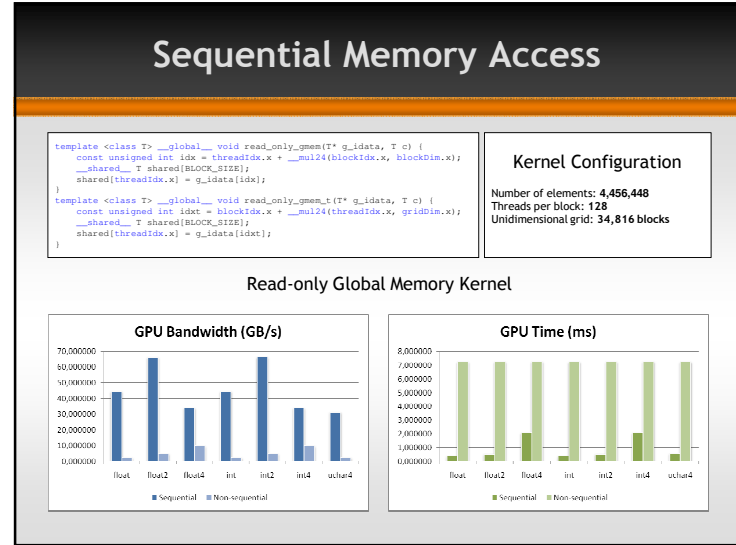 Sequential Memory Access
template <class T> __global__ void read_only_gmem(T* g_idata, T c) {
    const unsigned int idx = threadIdx.x + __mul24(blockIdx.x, blockDim.x);
    __shared__ T shared[BLOCK_SIZE];
    shared[threadIdx.x] = g_idata[idx];
}
template <class T> __global__ void read_only_gmem_t(T* g_idata, T c) {
    const unsigned int idxt = blockIdx.x + __mul24(threadIdx.x, gridDim.x);
    __shared__ T shared[BLOCK_SIZE];
    shared[threadIdx.x] = g_idata[idxt];
}
Kernel Configuration
Number of elements: 4,456,448
Threads per block: 128
Unidimensional grid: 34,816 blocks
Read-only Global Memory Kernel
GPU Bandwidth (GB/s)
70,000000
60,000000
50,000000
40,000000
30,000000
20,000000
10,000000
0,000000
float float2 float4 int int2 int4 uchar4
Sequential Non-sequential
GPU Time (ms)
8,000000
7,000000
6,000000
5,000000
4,000000
3,000000
2,000000
1,000000
0,000000
float float2 float4 int int2 int4 uchar4
Sequential Non-sequential